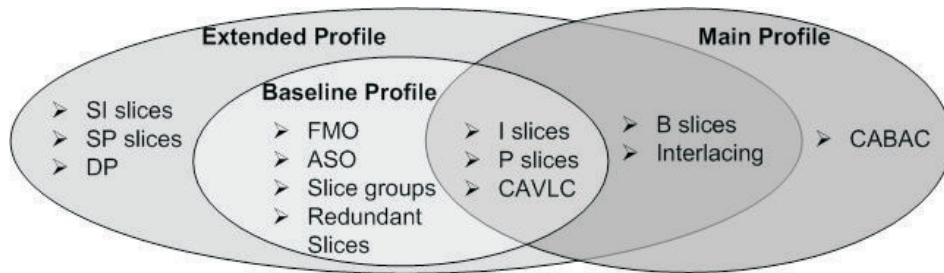 Extended Profile
Main Profile
Baseline Profile
➢ SI slices
➢ SP slices
➢ DP
➢ FMO
➢ ASO
➢ Slice groups
➢ Redundant
Slices
➢ I slices
➢ P slices
➢ CAVLC
➢ B slices
➢ Interlacing
➢ CABAC